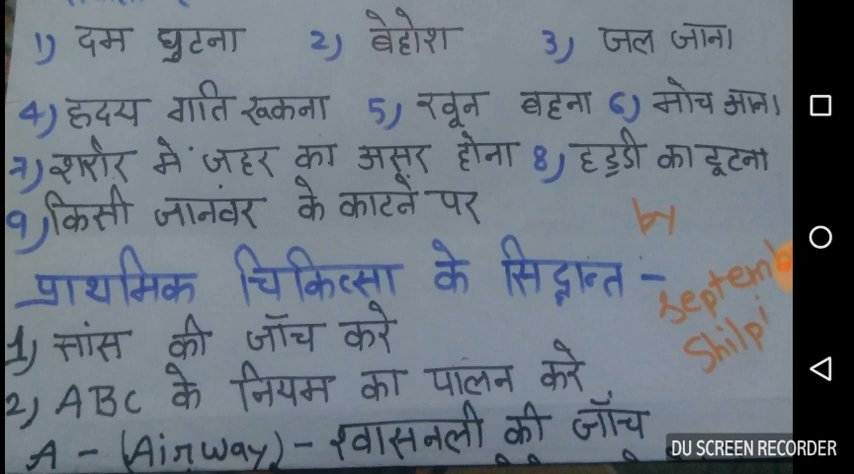 1) दम घुटना 2) बेहोश 3) जल जाना
4) हृदय गति रूकना 5) खून बहना 6) मोच आना
7) शरीर में जहर का असर होना 8) हड्डी का टूटना
9) किसी जानवर के काटने पर
प्राथमिक चिकित्सा के सिद्धान्त -
1) सांस की जाँच करे
2) ABC के नियम का पालन करे
A - (Airway) - श्वासनली की जाँच
Septemb
Shilpi
DU SCREEN RECORDER